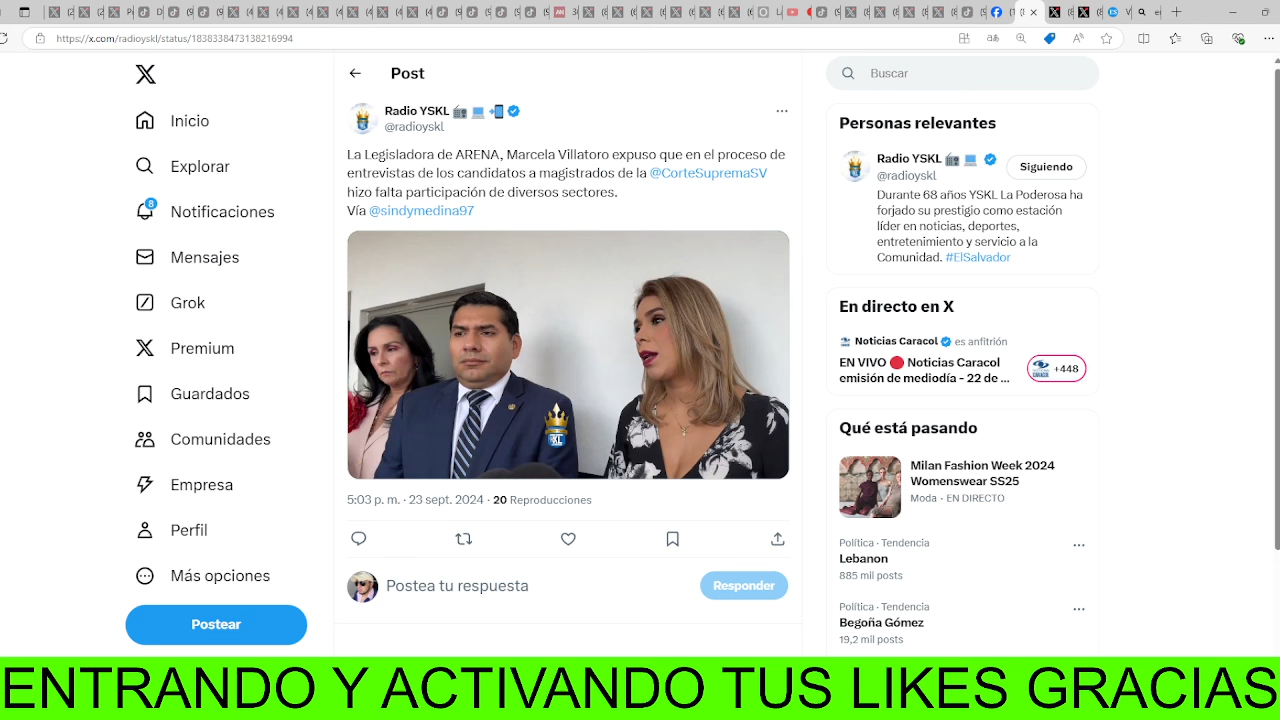 https://x.com/radioyskl/status/1838338473138216994
Inicio
Explorar
8
Notificaciones
Mensajes
Grok
Premium
Guardados
Comunidades
Empresa
Perfil
Más opciones
Postear
Post
Radio YSKL
@radioyskl
La Legisladora de ARENA, Marcela Villatoro expuso que en el proceso de
entrevistas de los candidatos a magistrados de la @CorteSupremaSV
hizo falta participación de diversos sectores.
Vía @sindymedina97
XL
5:03 p. m. · 23 sept. 2024 · 20 Reproducciones
Postea tu respuesta
Responder
Buscar
Personas relevantes
Radio YSKL
@radioyskl
Siguiendo
Durante 68 años YSKL La Poderosa ha
forjado su prestigio como estación
líder en noticias, deportes,
entretenimiento y servicio a la
Comunidad. #ElSalvador
En directo en X
Noticias Caracol es anfitrión
EN VIVO 🔴 Noticias Caracol
emisión de mediodía - 22 de ...
+448
Qué está pasando
Milan Fashion Week 2024
Womenswear SS25
Moda · EN DIRECTO
Política · Tendencia
Lebanon
885 mil posts
Política · Tendencia
Begoña Gómez
19,2 mil posts
ENTRANDO Y ACTIVANDO TUS LIKES GRACIAS